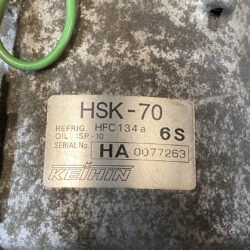 HSK-70
REFRIG. HFC134a
OIL SP-10 6S
SERIAL No. HA 0077263
KEIHIN